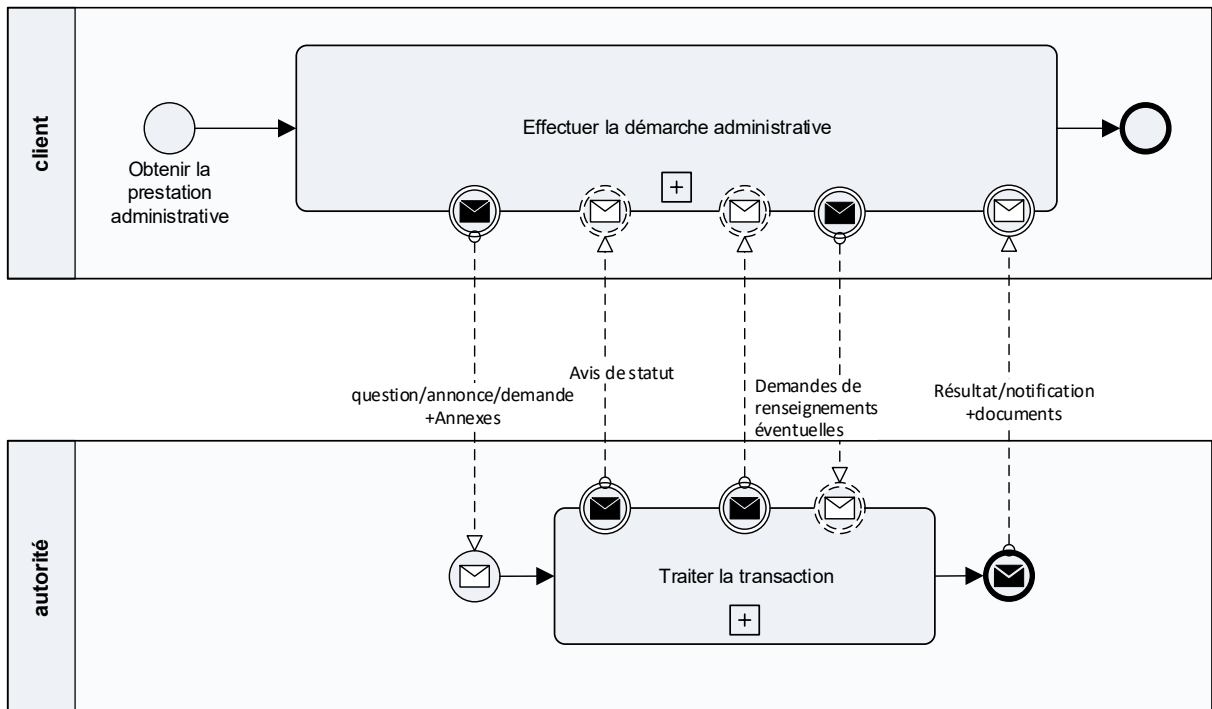 client
Obtenir la
prestation
administrative
Effectuer la démarche administrative
question/annonce/demande
+Annexes
Avis de statut
Demandes de
renseignements
éventuelles
Résultat/notification
+documents
autorité
Traiter la transaction